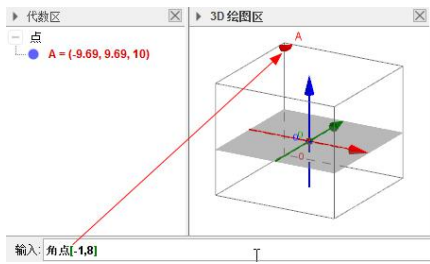 代数区
3D 绘图区
点
A = (-9.69, 9.69, 10)
A
0
输入: 角点[-1,8]